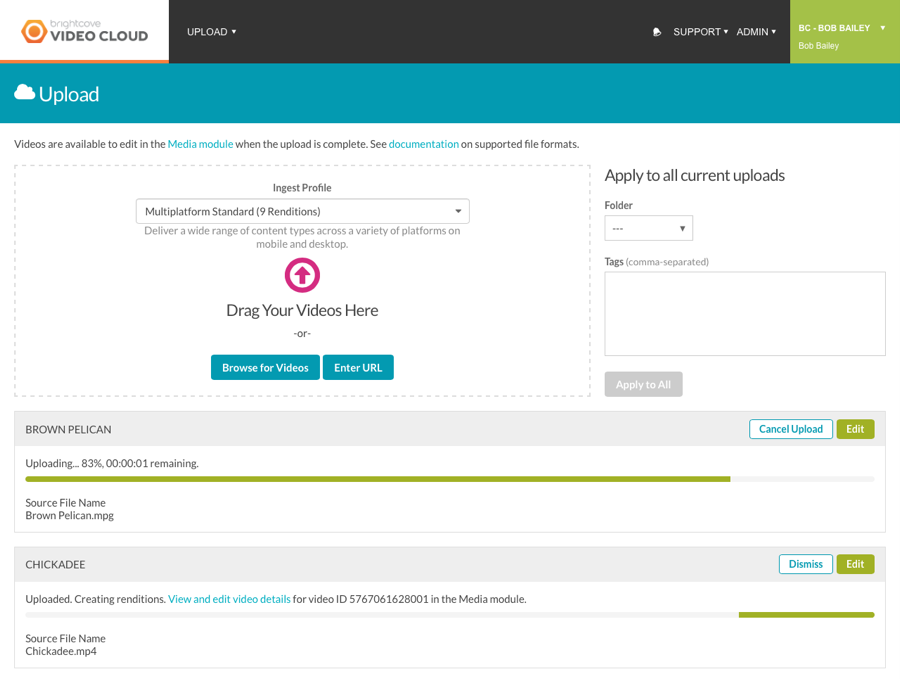 brightcove
VIDEO CLOUD
UPLOAD ▾
SUPPORT ▾
ADMIN ▾
BC - BOB BAILEY ▾
Bob Bailey
Upload
Videos are available to edit in the Media module when the upload is complete. See documentation on supported file formats.
Ingest Profile
Multiplatform Standard (9 Renditions)
Deliver a wide range of content types across a variety of platforms on
mobile and desktop.
Drag Your Videos Here
-or-
Browse for Videos
Enter URL
Apply to all current uploads
Folder
---
Tags (comma-separated)
Apply to All
BROWN PELICAN
Cancel Upload
Edit
Uploading... 83%, 00:00:01 remaining.
Source File Name
Brown Pelican.mpg
CHICKADEE
Dismiss
Edit
Uploaded. Creating renditions. View and edit video details for video ID 5767061628001 in the Media module.
Source File Name
Chickadee.mp4